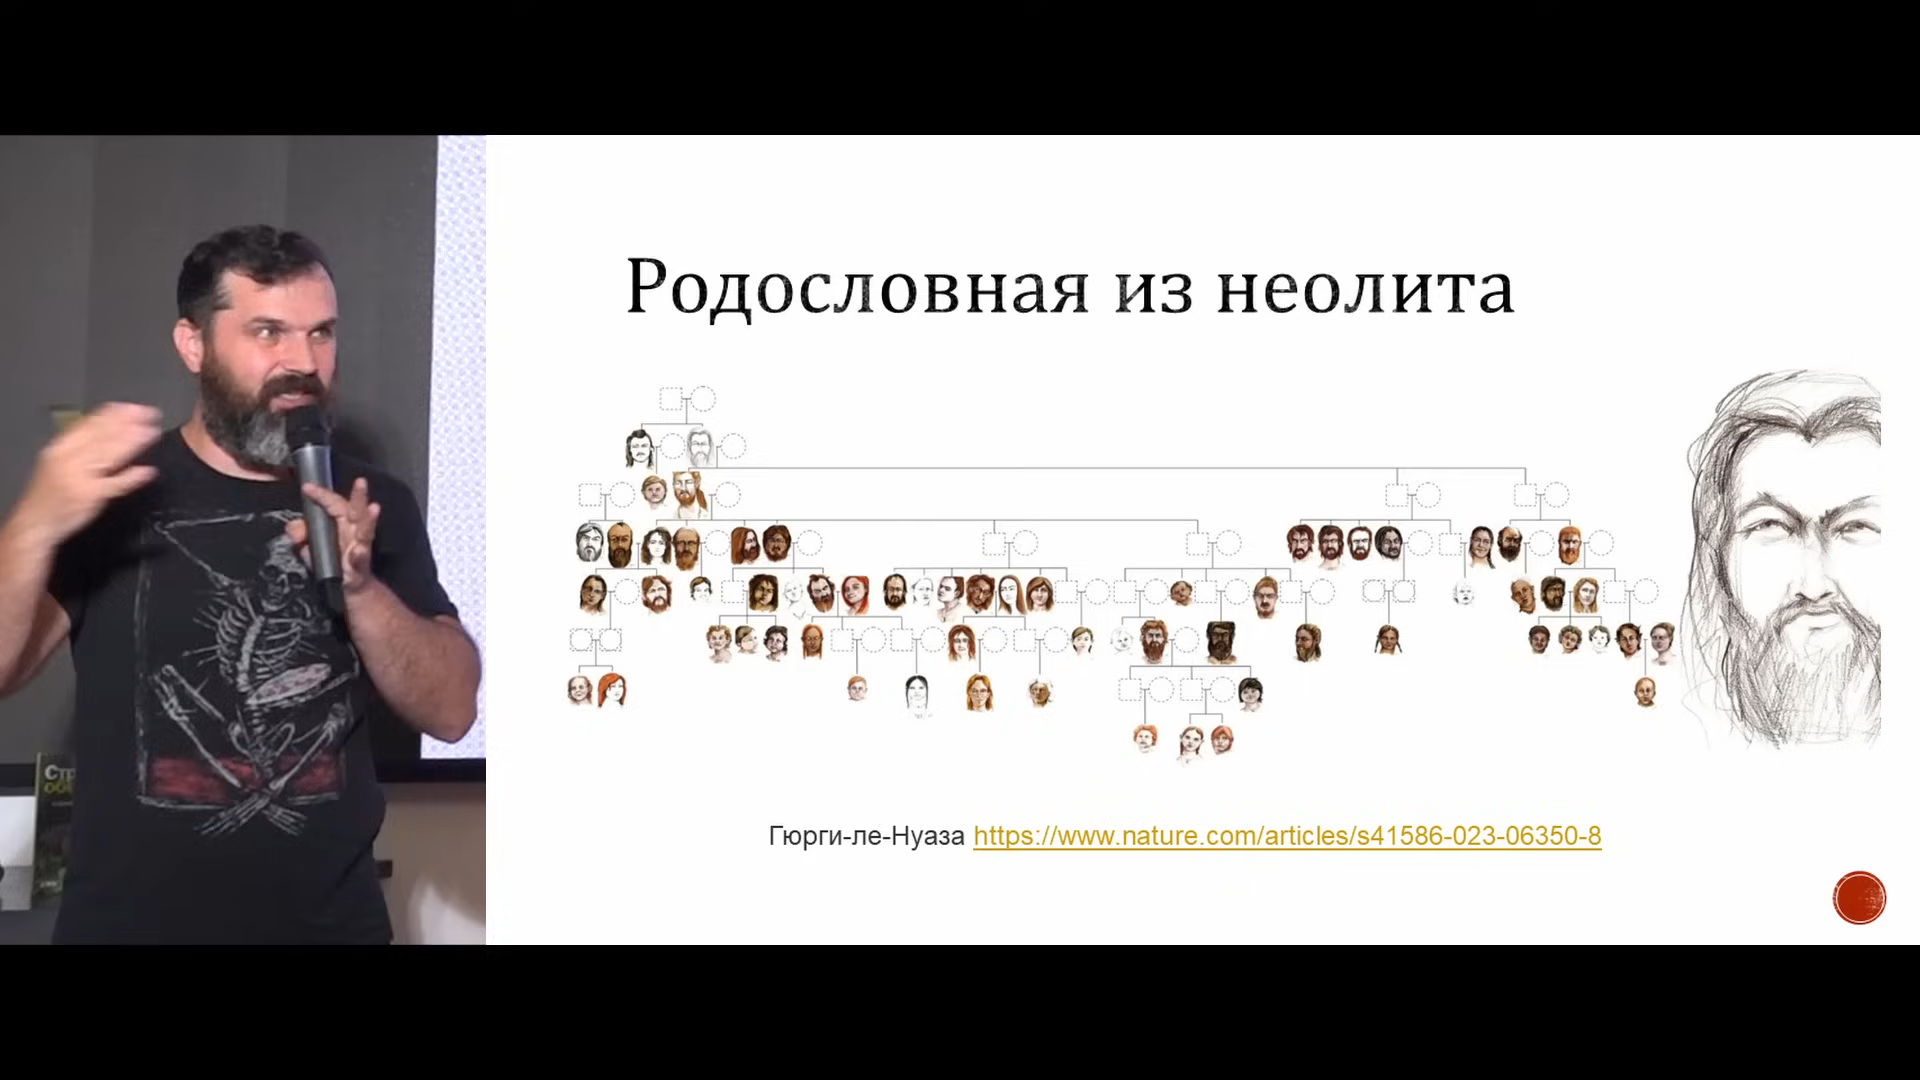 Родословная из неолита
Гюрги-ле-Нуаза https://www.nature.com/articles/s41586-023-06350-8